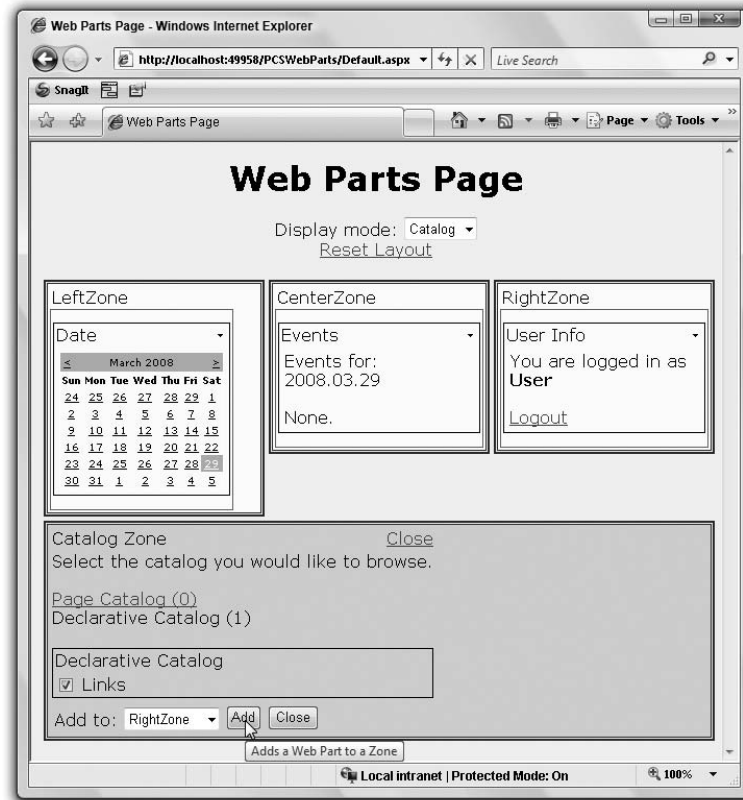 Web Parts Page - Windows Internet Explorer
http://localhost:49958/PCSWebParts/Default.aspx
Live Search
SnagIt
Web Parts Page
Page
Tools
»
Web Parts Page
Display mode: Catalog
Reset Layout
LeftZone
Date
< March 2008 >
Sun Mon Tue Wed Thu Fri Sat
24 25 26 27 28 29 1
2 3 4 5 6 7 8
9 10 11 12 13 14 15
16 17 18 19 20 21 22
23 24 25 26 27 28 29
30 31 1 2 3 4 5
CenterZone
Events
Events for:
2008.03.29
None.
RightZone
User Info
You are logged in as
User
Logout
Catalog Zone Close
Select the catalog you would like to browse.
Page Catalog (0)
Declarative Catalog (1)
Declarative Catalog
Links
Add to: RightZone Add Close
Adds a Web Part to a Zone
Local intranet | Protected Mode: On
100%